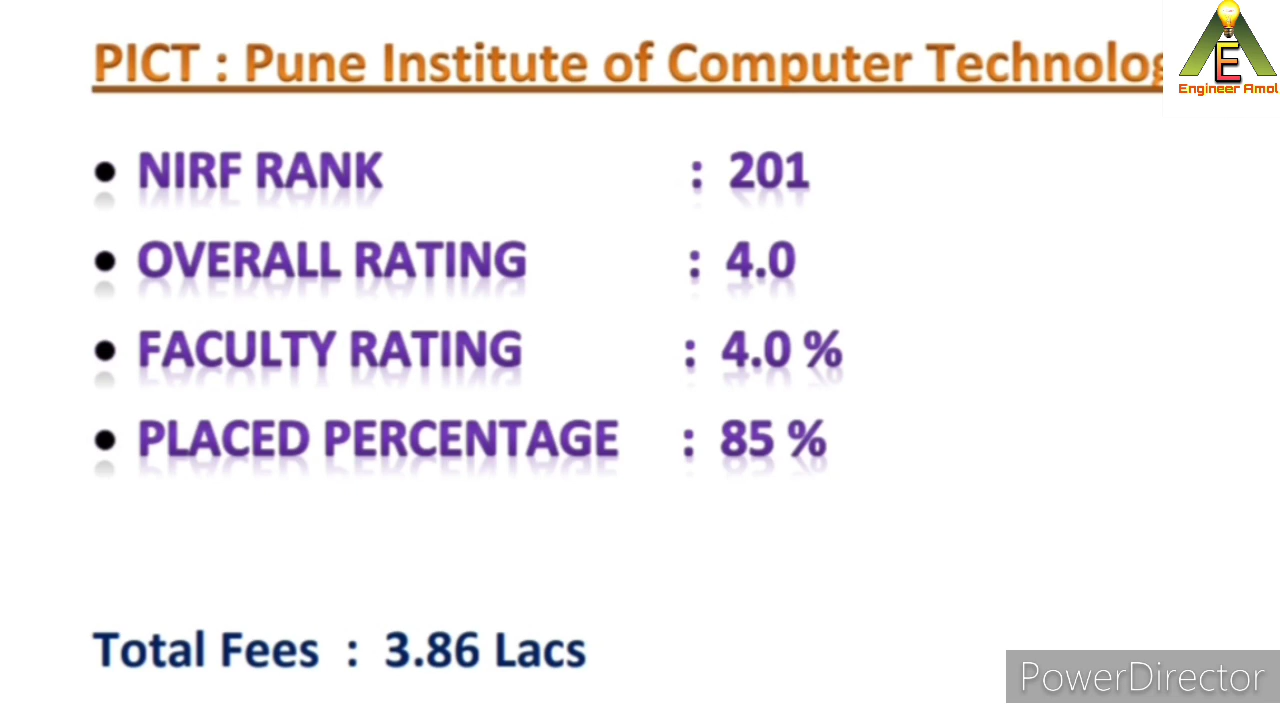 PICT : Pune Institute of Computer Technolog
E
Engineer Amol
• NIRF RANK : 201
• OVERALL RATING : 4.0
• FACULTY RATING : 4.0 %
• PLACED PERCENTAGE : 85 %
Total Fees : 3.86 Lacs
PowerDirector